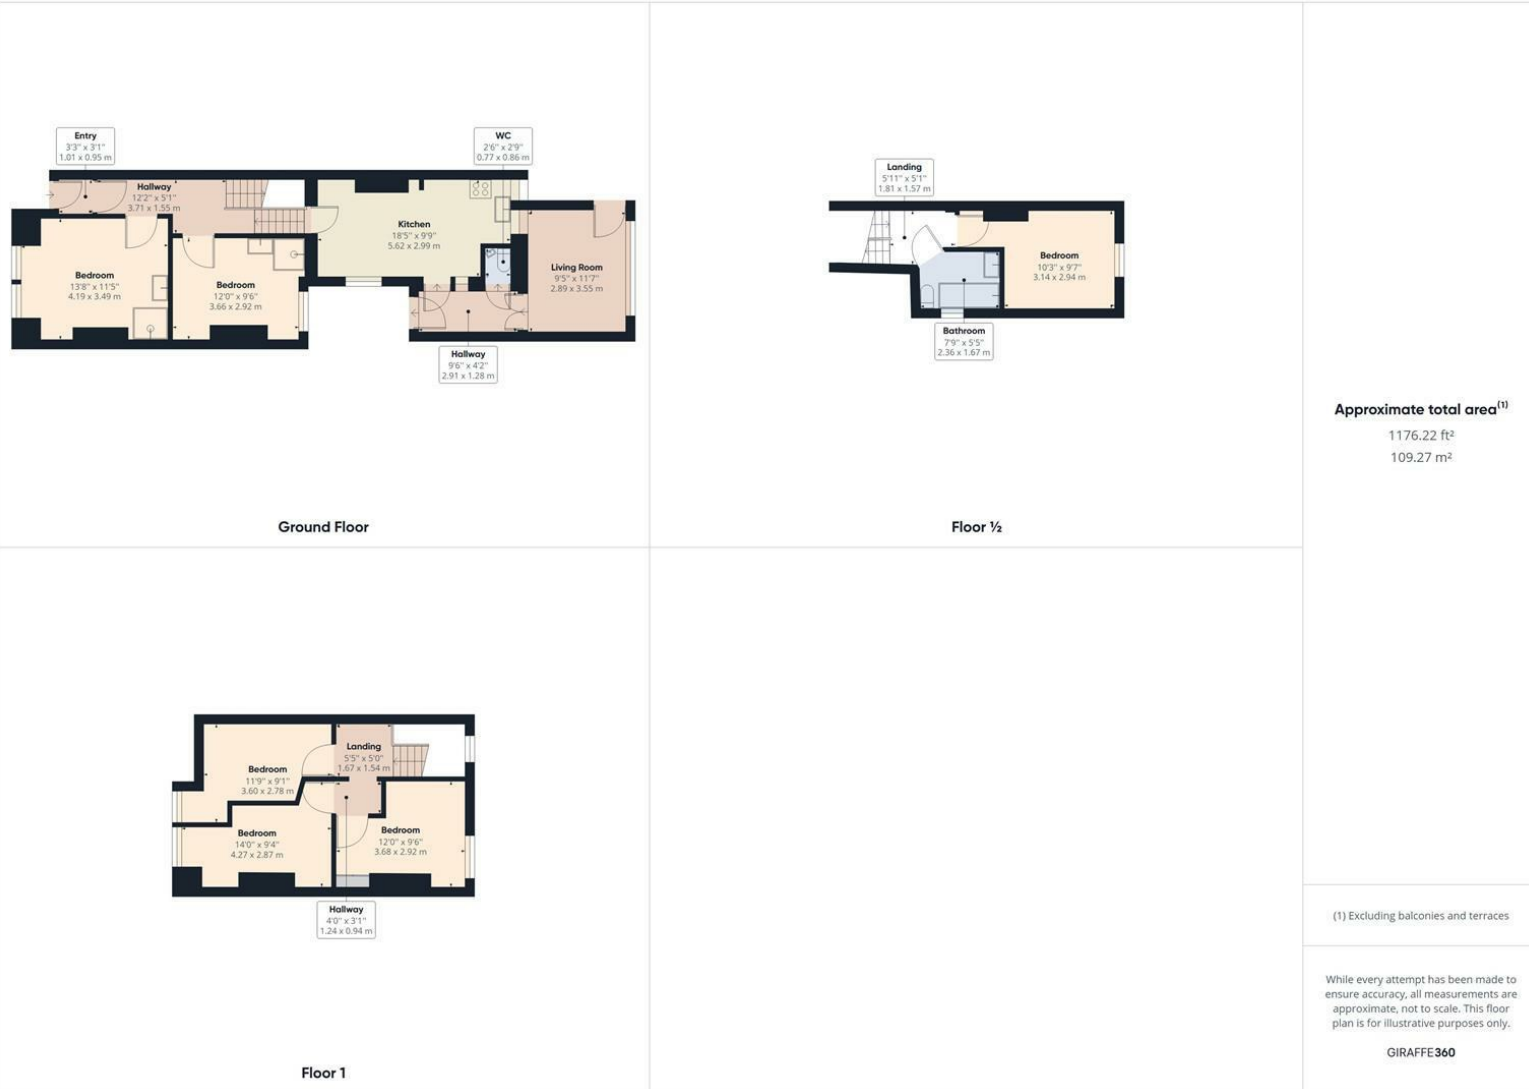 Entry
3'3" x 3'1"
1.01 x 0.95 m
WC
2'6" x 2'9"
0.77 x 0.86 m
Hallway
12'2" x 5'1"
3.71 x 1.55 m
Kitchen
18'5" x 9'9"
5.62 x 2.99 m
Bedroom
13'8" x 11'5"
4.19 x 3.49 m
Bedroom
12'0" x 9'6"
3.66 x 2.92 m
Living Room
9'5" x 11'7"
2.89 x 3.55 m
Hallway
9'6" x 4'2"
2.91 x 1.28 m
Ground Floor
Landing
5'11" x 5'1"
1.81 x 1.57 m
Bedroom
10'3" x 9'7"
3.14 x 2.94 m
Bathroom
7'9" x 5'5"
2.36 x 1.67 m
Floor ½
Landing
5'5" x 5'0"
1.67 x 1.54 m
Bedroom
11'9" x 9'1"
3.60 x 2.78 m
Bedroom
14'0" x 9'4"
4.27 x 2.87 m
Bedroom
12'0" x 9'6"
3.68 x 2.92 m
Hallway
4'0" x 3'1"
1.24 x 0.94 m
Floor 1
Approximate total area(1)
1176.22 ft²
109.27 m²
(1) Excluding balconies and terraces
While every attempt has been made to
ensure accuracy, all measurements are
approximate, not to scale. This floor
plan is for illustrative purposes only.
GIRAFFE360